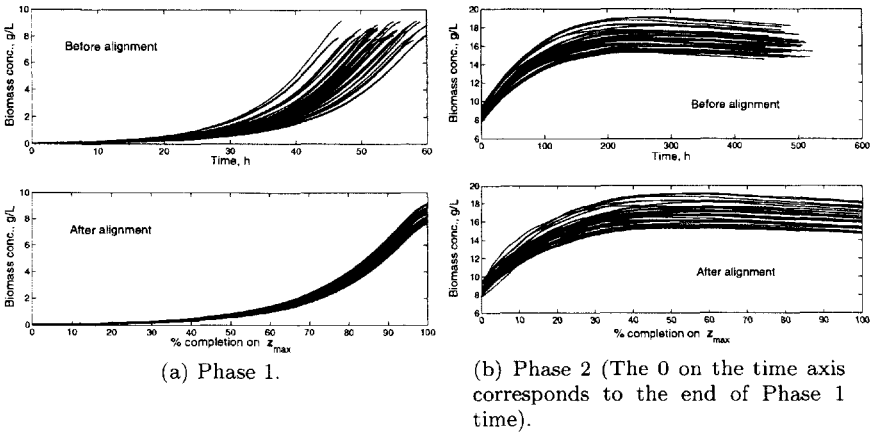 Biomass conc., g/L
10
8
6
4
2
0
Before alignment
0 10 20 30 40 50 60
Time, h
Biomass conc., g/L
10
8
6
4
2
0
After alignment
0 10 20 30 40 50 60 70 80 90 100
% completion on z_max
(a) Phase 1.
Biomass conc., g/L
20
18
16
14
12
10
8
6
Before alignment
0 100 200 300 400 500 600
Time, h
Biomass conc., g/L
20
18
16
14
12
10
8
6
After alignment
0 10 20 30 40 50 60 70 80 90 100
% completion on z_max
(b) Phase 2 (The 0 on the time axis
corresponds to the end of Phase 1
time).